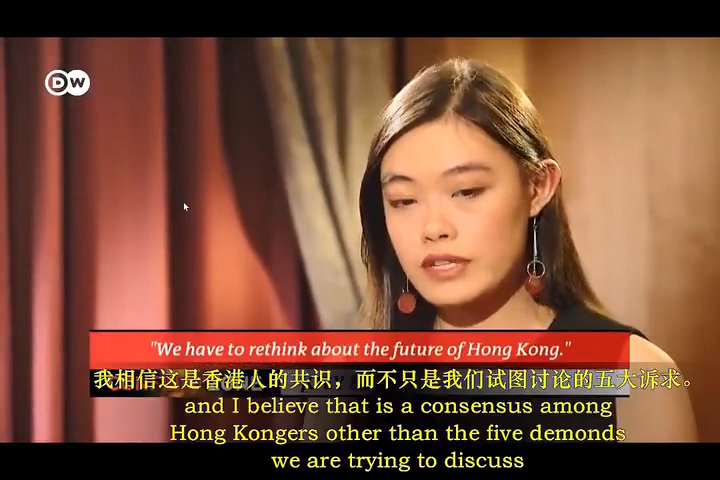 DW
"We have to rethink about the future of Hong Kong."
我相信这是香港人的共识，而不只是我们试图讨论的五大诉求。
and I believe that is a consensus among
Hong Kongers other than the five demonds
we are trying to discuss